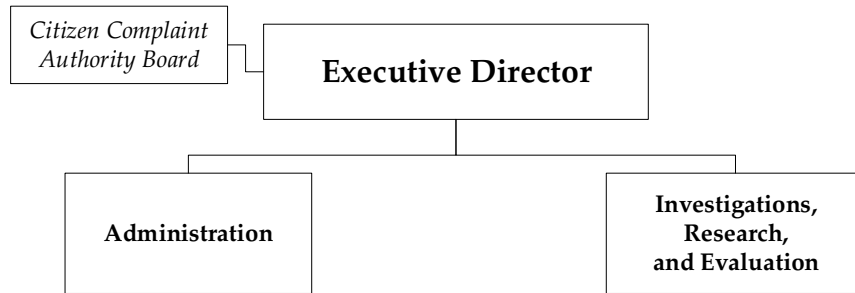 Citizen Complaint
Authority Board
Executive Director
Administration
Investigations,
Research,
and Evaluation